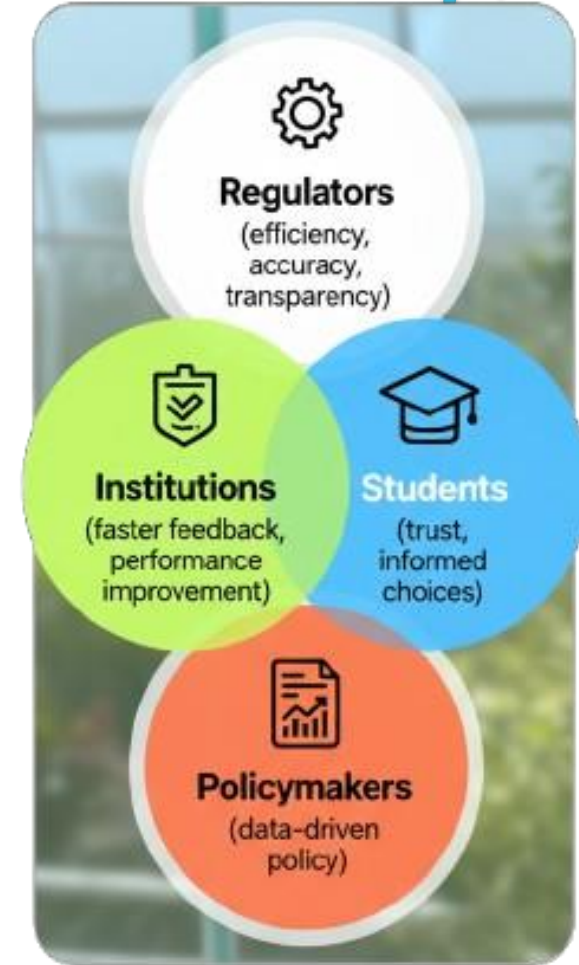 Regulators
(efficiency,
accuracy,
transparency)
Institutions
(faster feedback,
performance
improvement)
Students
(trust,
informed
choices)
Policymakers
(data-driven
policy)